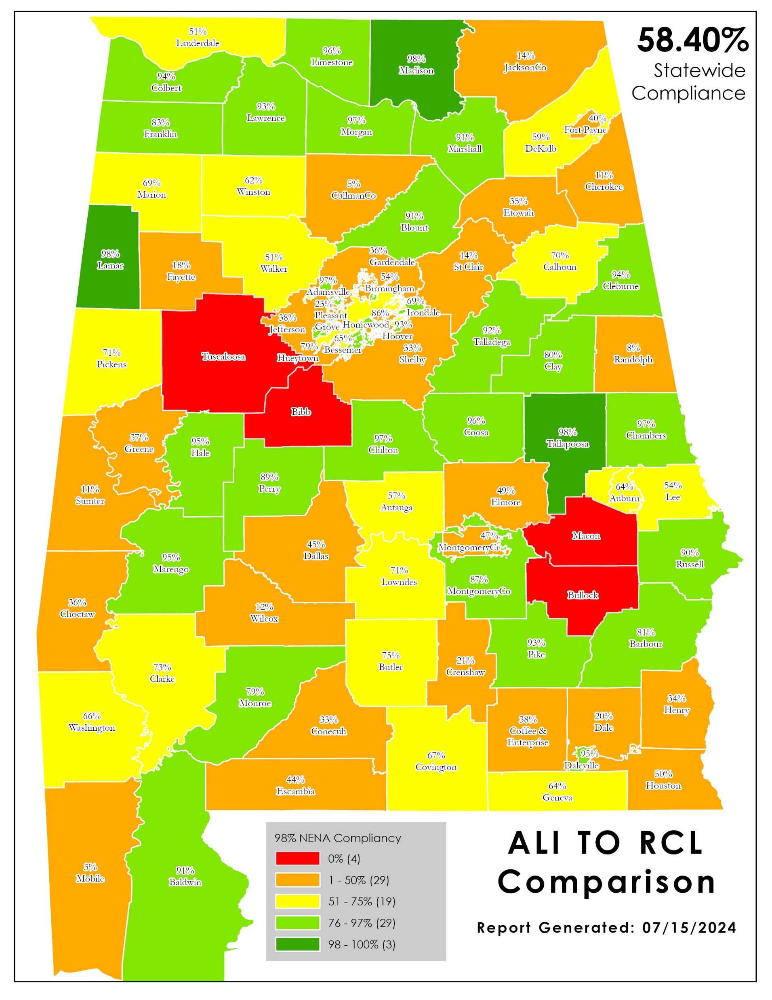 58.40%
Statewide
Compliance
51%
Lauderdale
96%
Limestone
98%
Madison
14%
JacksonCo
94%
Colbert
93%
Lawrence
83%
Franklin
97%
Morgan
91%
Marshall
40%
Fort Payne
59%
DeKalb
69%
Marion
62%
Winston
5%
CullmanCo
11%
Cherokee
35%
Etowah
91%
Blount
98%
Lamar
18%
Fayette
51%
Walker
36%
Gardendale
14%
St Clair
70%
Calhoun
94%
Cleburne
97%
Adamsville
54%
Birmingham
23%
Pleasant
Grove
69%
Irondale
38%
Jefferson
86%
Homewood
93%
Hoover
65%
Bessemer
79%
Hueytown
33%
Shelby
92%
Talladega
80%
Clay
8%
Randolph
71%
Pickens
Tuscaloosa
Bibb
37%
Greene
95%
Hale
97%
Chilton
96%
Coosa
98%
Tallapoosa
97%
Chambers
11%
Sumter
89%
Perry
57%
Autauga
49%
Elmore
64%
Auburn
54%
Lee
45%
Dallas
47%
MontgomeryCi
Macon
95%
Marengo
71%
Lowndes
87%
MontgomeryCo
Bullock
90%
Russell
36%
Choctaw
12%
Wilcox
81%
Barbour
93%
Pike
75%
Butler
21%
Crenshaw
73%
Clarke
79%
Monroe
34%
Henry
66%
Washington
33%
Conecuh
38%
Coffee &
Enterprise
20%
Dale
95%
Daleville
67%
Covington
44%
Escambia
64%
Geneva
50%
Houston
3%
Mobile
91%
Baldwin
98% NENA Compliancy
0% (4)
1 - 50% (29)
51 - 75% (19)
76 - 97% (29)
98 - 100% (3)
ALI TO RCL
Comparison
Report Generated: 07/15/2024